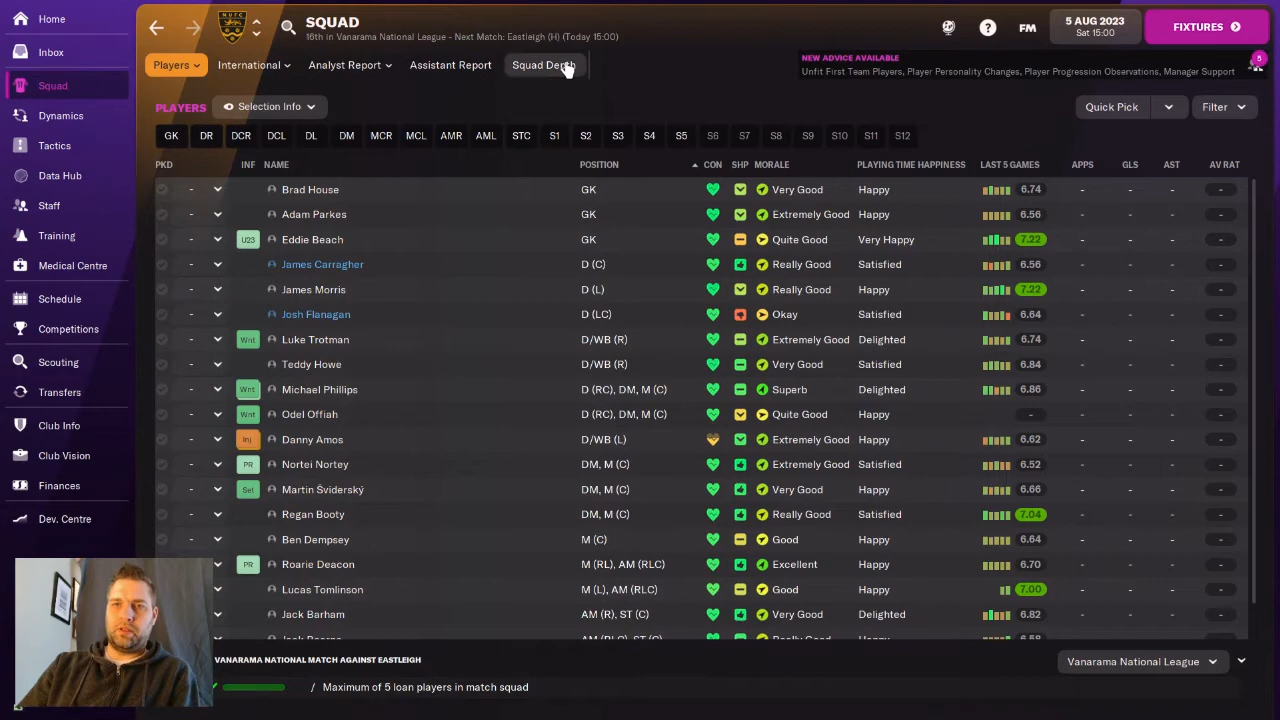 Home
Inbox
Squad
Dynamics
Tactics
Data Hub
Staff
Training
Medical Centre
Schedule
Competitions
Scouting
Transfers
Club Info
Club Vision
Finances
Dev. Centre
NUFC
SQUAD
16th in Vanarama National League - Next Match: Eastleigh (H) (Today 15:00)
FM
5 AUG 2023
Sat 15:00
FIXTURES
Players International Analyst Report Assistant Report Squad Depth
NEW ADVICE AVAILABLE
Unfit First Team Players, Player Personality Changes, Player Progression Observations, Manager Support
5
PLAYERS Selection Info Quick Pick Filter
GK DR DCR DCL DL DM MCR MCL AMR AML STC S1 S2 S3 S4 S5 S6 S7 S8 S9 S10 S11 S12
PKD INF NAME POSITION CON SHP MORALE PLAYING TIME HAPPINESS LAST 5 GAMES APPS GLS AST AV RAT
- Brad House GK Very Good Happy 6.74 - - - -
- Adam Parkes GK Extremely Good Happy 6.56 - - - -
- U23 Eddie Beach GK Quite Good Very Happy 7.22 - - - -
- James Carragher D (C) Really Good Satisfied 6.56 - - - -
- James Morris D (L) Really Good Happy 7.22 - - - -
- Josh Flanagan D (LC) Okay Satisfied 6.64 - - - -
- Wnt Luke Trotman D/WB (R) Extremely Good Delighted 6.74 - - - -
- Teddy Howe D/WB (R) Very Good Satisfied 6.84 - - - -
- Wnt Michael Phillips D (RC), DM, M (C) Superb Delighted 6.86 - - - -
- Wnt Odel Offiah D (RC), DM, M (C) Quite Good Happy - - - - -
- Inj Danny Amos D/WB (L) Extremely Good Happy 6.62 - - - -
- PR Nortei Nortey DM, M (C) Extremely Good Satisfied 6.52 - - - -
- Set Martin Šviderský DM, M (C) Very Good Happy 6.66 - - - -
- Regan Booty DM, M (C) Really Good Satisfied 7.04 - - - -
- Ben Dempsey M (C) Good Happy 6.64 - - - -
- PR Roarie Deacon M (RL), AM (RLC) Excellent Happy 6.70 - - - -
- Lucas Tomlinson M (L), AM (RLC) Good Happy 7.00 - - - -
- Jack Barham AM (R), ST (C) Very Good Delighted 6.82 - - - -
VANARAMA NATIONAL MATCH AGAINST EASTLEIGH
Vanarama National League
/ Maximum of 5 loan players in match squad